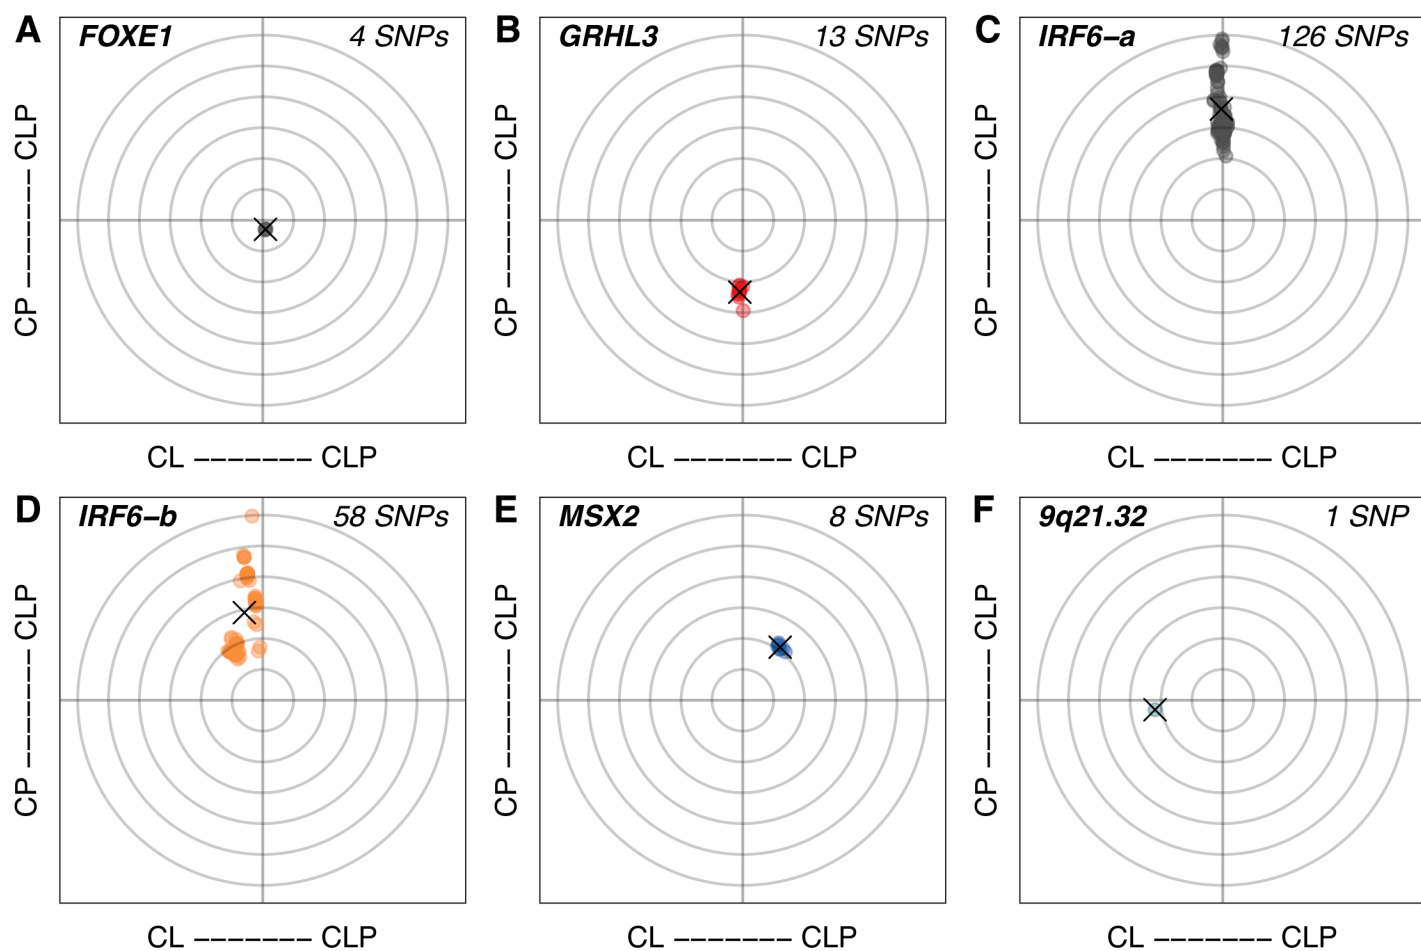 A FOXE1 4 SNPs
CP ------- CLP
CL ------- CLP
B GRHL3 13 SNPs
CP ------- CLP
CL ------- CLP
C IRF6-a 126 SNPs
CP ------- CLP
CL ------- CLP
D IRF6-b 58 SNPs
CP ------- CLP
CL ------- CLP
E MSX2 8 SNPs
CP ------- CLP
CL ------- CLP
F 9q21.32 1 SNP
CP ------- CLP
CL ------- CLP